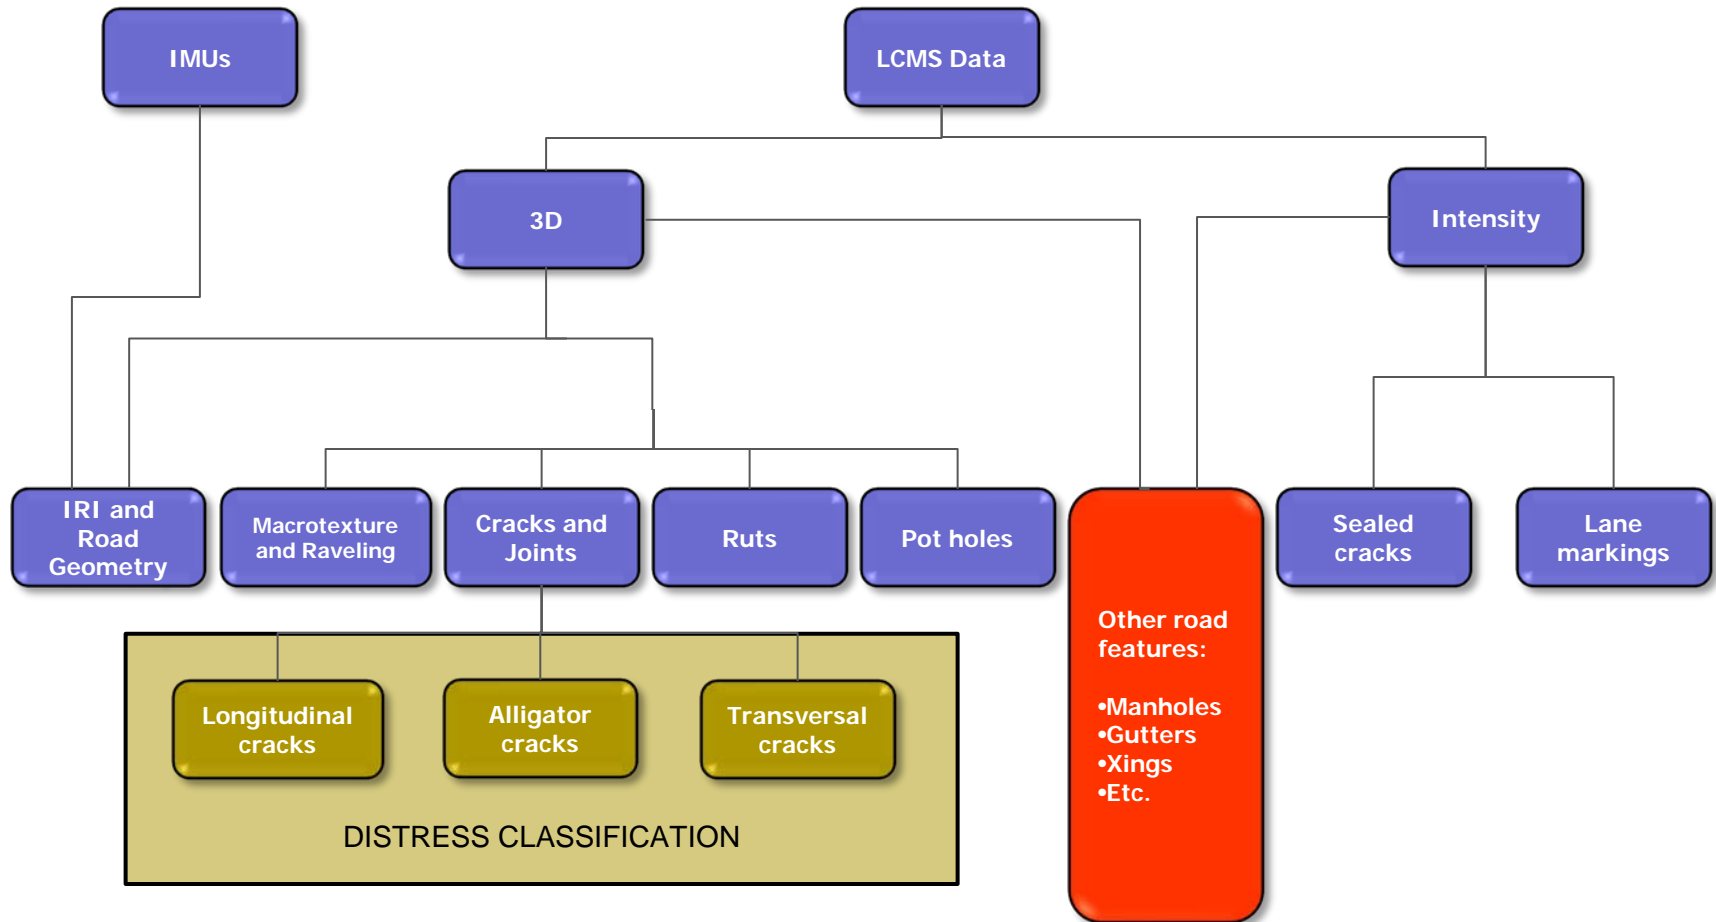 IMUs
LCMS Data
3D
Intensity
IRI and
Road
Geometry
Macrotexture
and Raveling
Cracks and
Joints
Ruts
Pot holes
Other road
features:
•Manholes
•Gutters
•Xings
•Etc.
Sealed
cracks
Lane
markings
Longitudinal
cracks
Alligator
cracks
Transversal
cracks
DISTRESS CLASSIFICATION